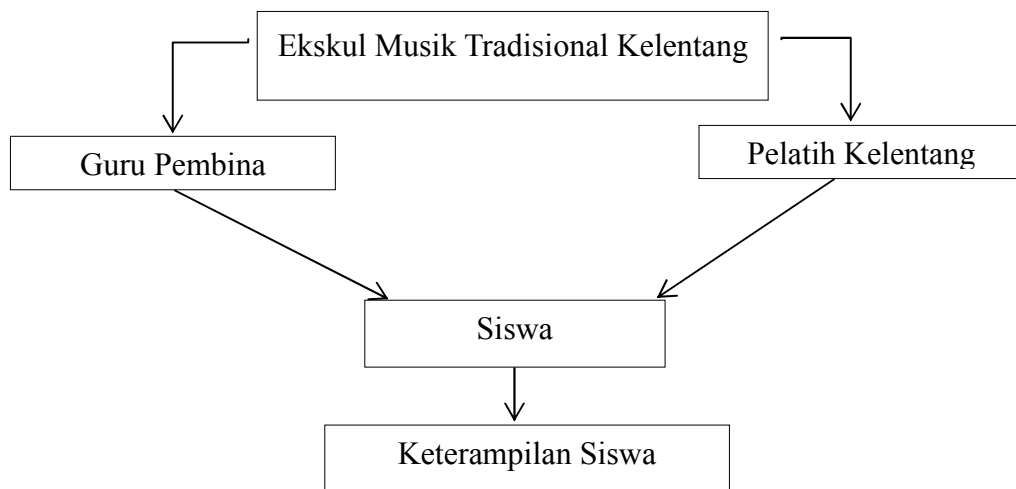 Ekskul Musik Tradisional Kelentang
Guru Pembina
Pelatih Kelentang
Siswa
Keterampilan Siswa